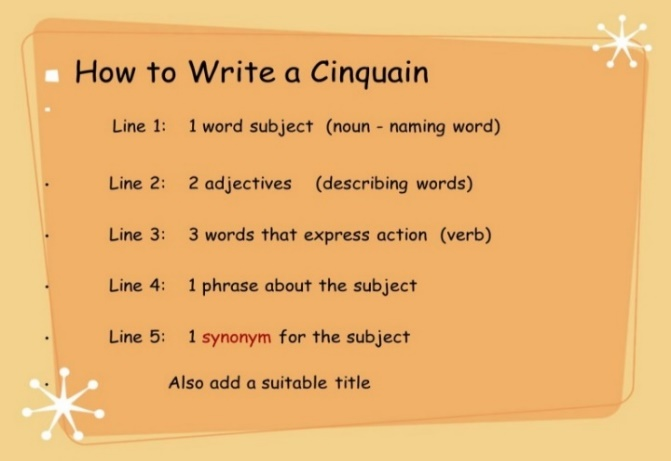 How to Write a Cinquain
Line 1: 1 word subject (noun - naming word)
Line 2: 2 adjectives (describing words)
Line 3: 3 words that express action (verb)
Line 4: 1 phrase about the subject
Line 5: 1 synonym for the subject
Also add a suitable title